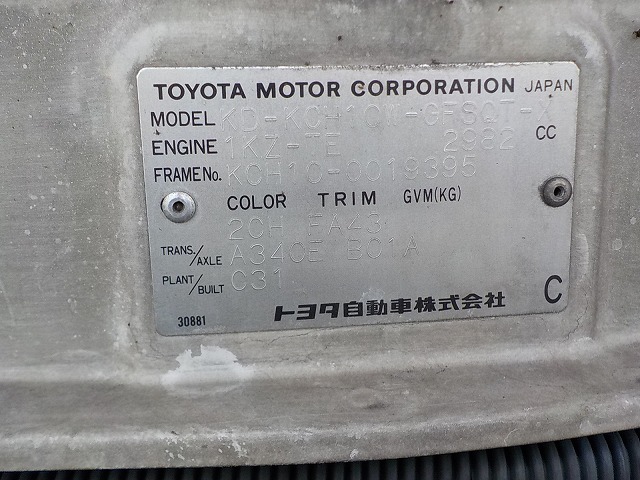 TOYOTA MOTOR CORPORATION JAPAN
MODEL KD-KCH10W-GFSQT-X
ENGINE 1KZ-TE 2982 CC
FRAME No. KCH10-0019395
COLOR TRIM GVM(KG)
2CH FA43
TRANS./AXLE A340E B01A
PLANT/BUILT C31
30881 トヨタ自動車株式会社 C